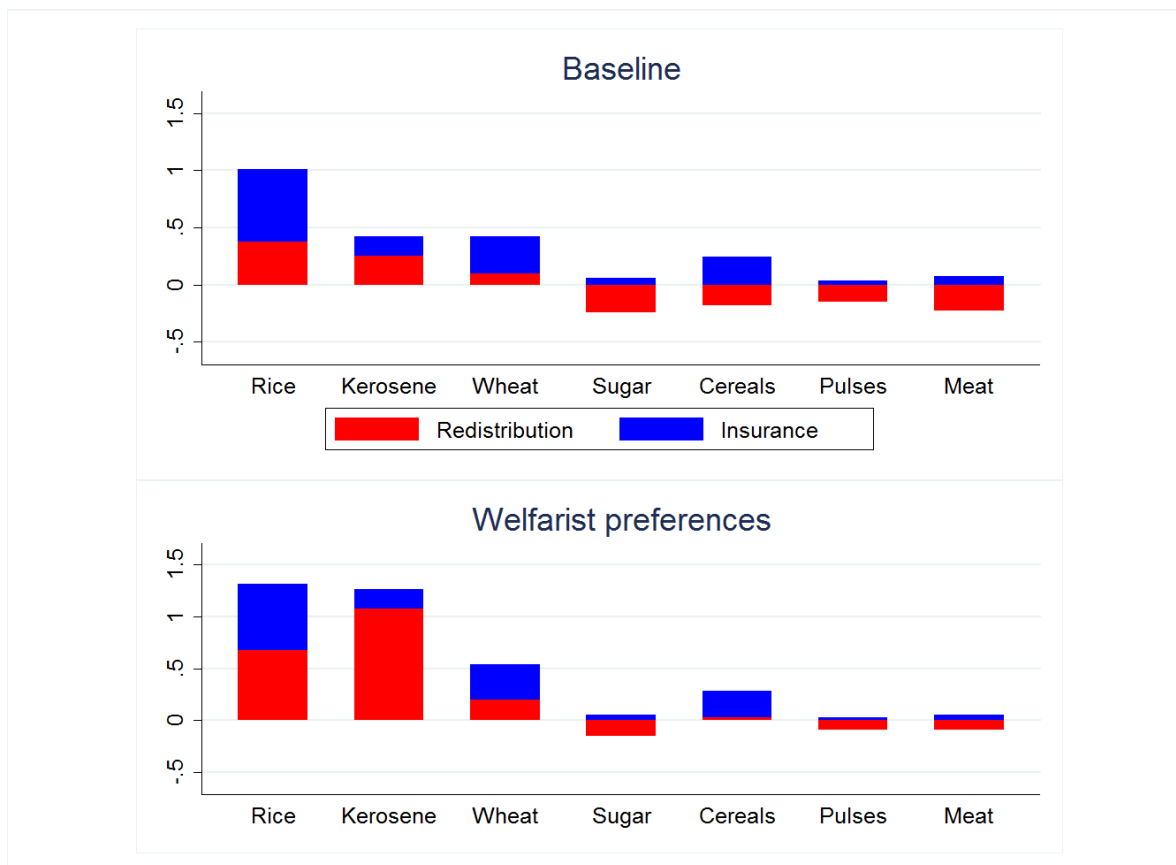 Baseline
1.5
1
.5
0
-.5
Rice Kerosene Wheat Sugar Cereals Pulses Meat
Redistribution Insurance
Welfarist preferences
1.5
1
.5
0
-.5
Rice Kerosene Wheat Sugar Cereals Pulses Meat